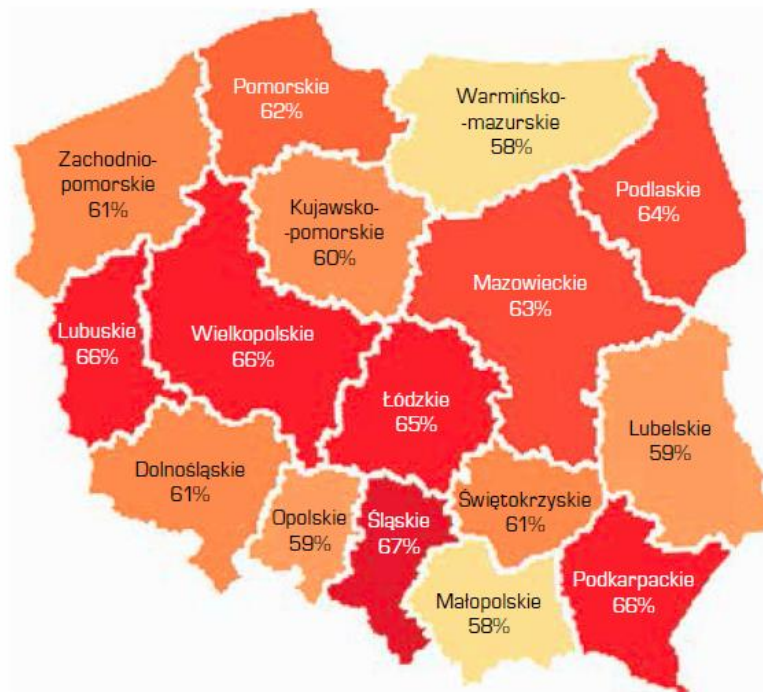 Pomorskie
62%
Warmińsko-
-mazurskie
58%
Zachodnio-
pomorskie
61%
Kujawsko-
-pomorskie
60%
Podlaskie
64%
Mazowieckie
63%
Lubuskie
66%
Wielkopolskie
66%
Łódzkie
65%
Lubelskie
59%
Dolnośląskie
61%
Opolskie
59%
Śląskie
67%
Świętokrzyskie
61%
Małopolskie
58%
Podkarpackie
66%